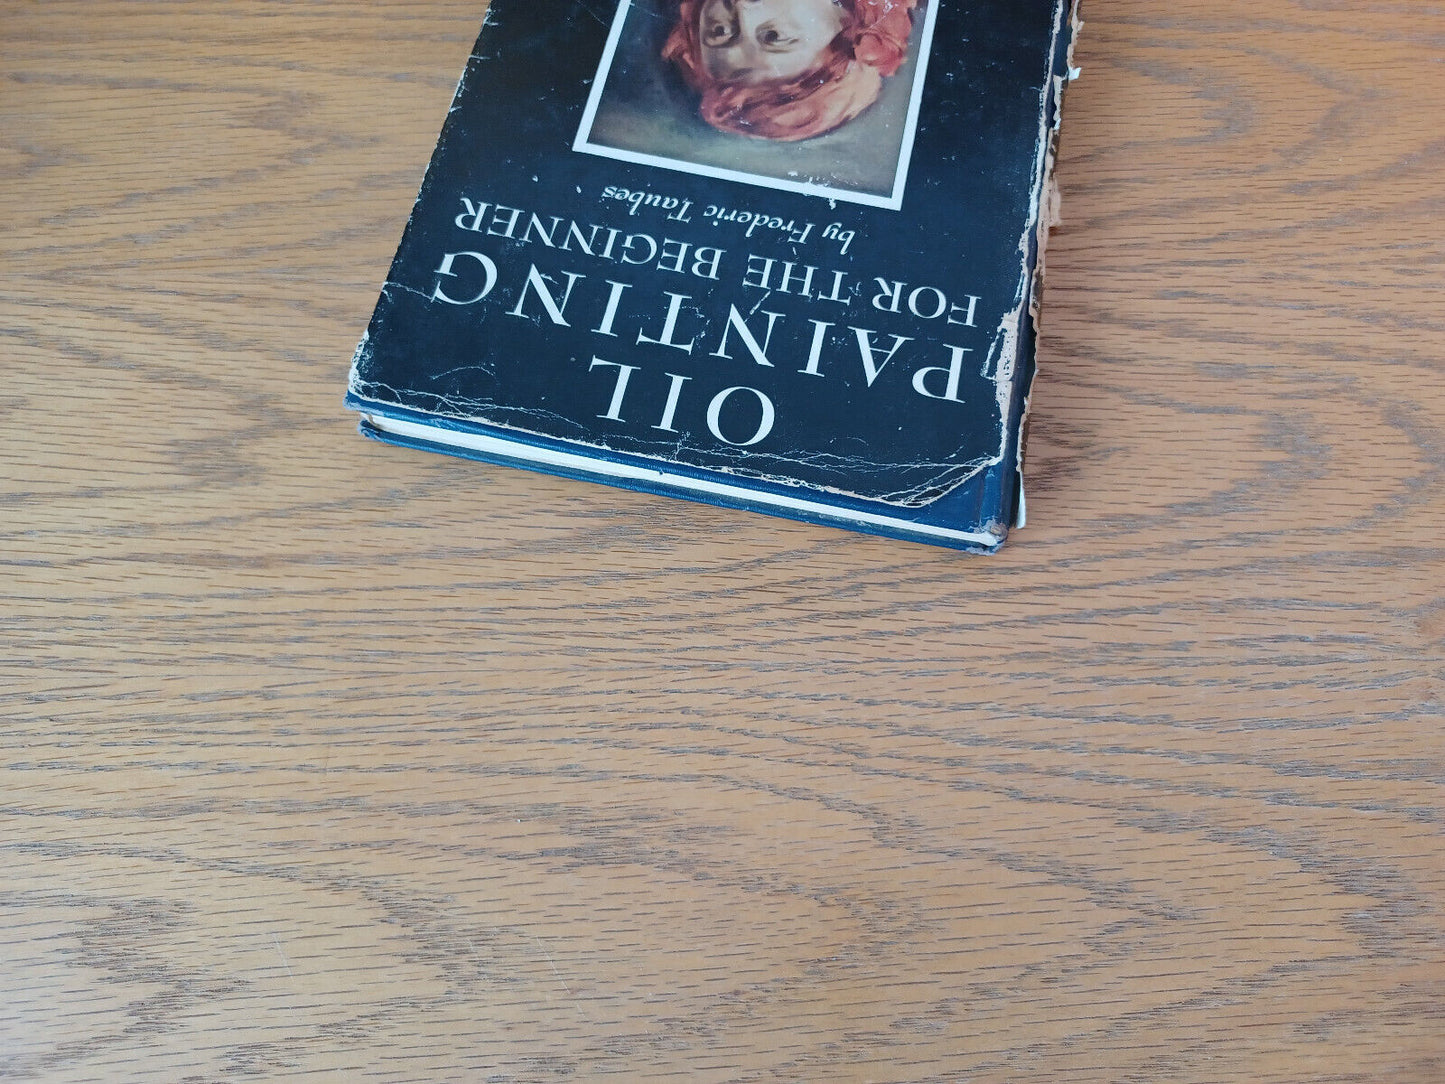 OIL
PAINTING
FOR THE BEGINNER
by Frederic Taubes